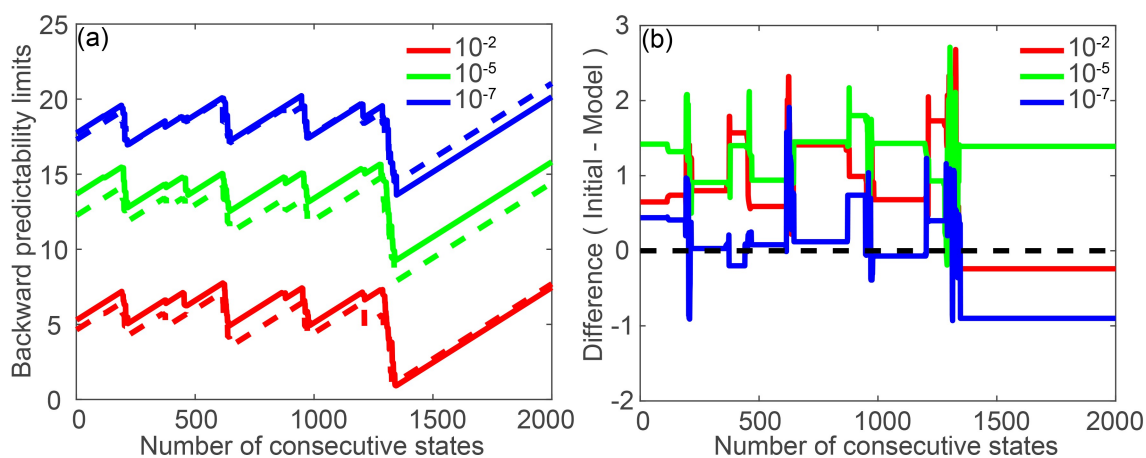 (a)
Backward predictability limits
25
20
15
10
5
0
10⁻²
10⁻⁵
10⁻⁷
0 500 1000 1500 2000
Number of consecutive states
(b)
Difference ( Initial - Model )
3
2
1
0
-1
-2
10⁻²
10⁻⁵
10⁻⁷
0 500 1000 1500 2000
Number of consecutive states